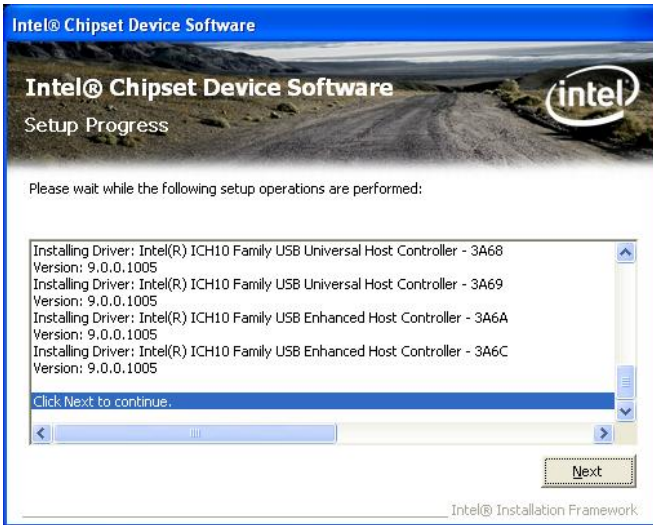 Intel® Chipset Device Software
Intel® Chipset Device Software
intel
Setup Progress
Please wait while the following setup operations are performed:
Installing Driver: Intel(R) ICH10 Family USB Universal Host Controller - 3A68
Version: 9.0.0.1005
Installing Driver: Intel(R) ICH10 Family USB Universal Host Controller - 3A69
Version: 9.0.0.1005
Installing Driver: Intel(R) ICH10 Family USB Enhanced Host Controller - 3A6A
Version: 9.0.0.1005
Installing Driver: Intel(R) ICH10 Family USB Enhanced Host Controller - 3A6C
Version: 9.0.0.1005
Click Next to continue.
Next
Intel® Installation Framework